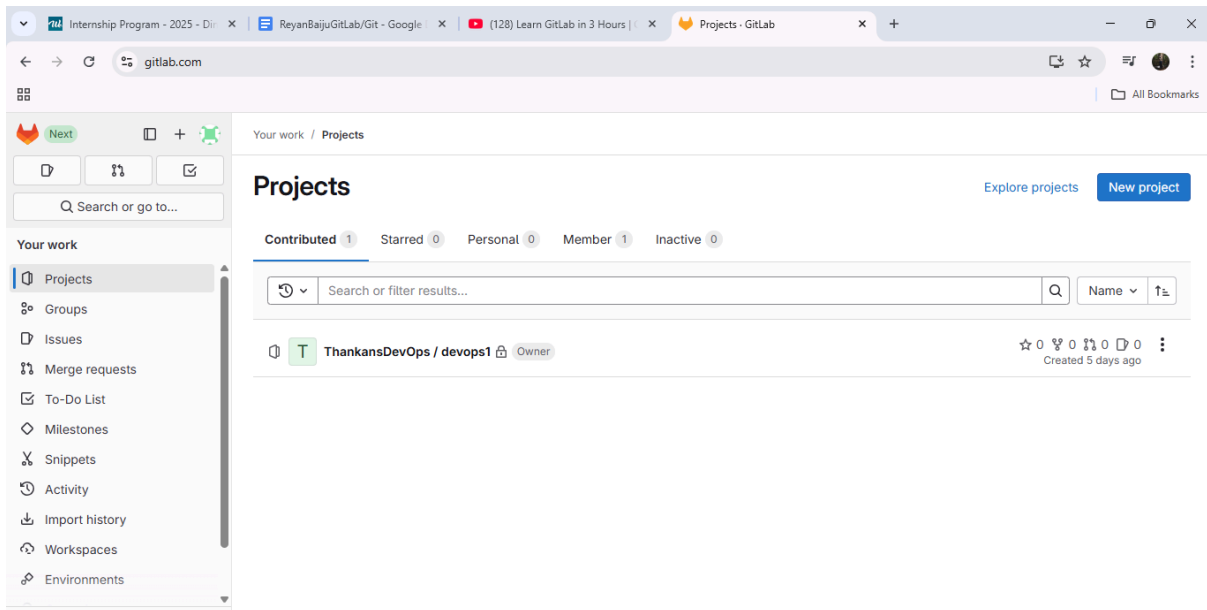 Internship Program - 2025 - Din
ReyanBaijuGitLab/Git - Google
(128) Learn GitLab in 3 Hours |
Projects · GitLab
gitlab.com
All Bookmarks
Next
Your work / Projects
Search or go to...
Projects
Explore projects
New project
Your work
Contributed 1 Starred 0 Personal 0 Member 1 Inactive 0
Projects
Groups
Issues
Merge requests
To-Do List
Milestones
Snippets
Activity
Import history
Workspaces
Environments
Search or filter results...
Name
T
ThankansDevOps / devops1 Owner
0 0 0 0
Created 5 days ago